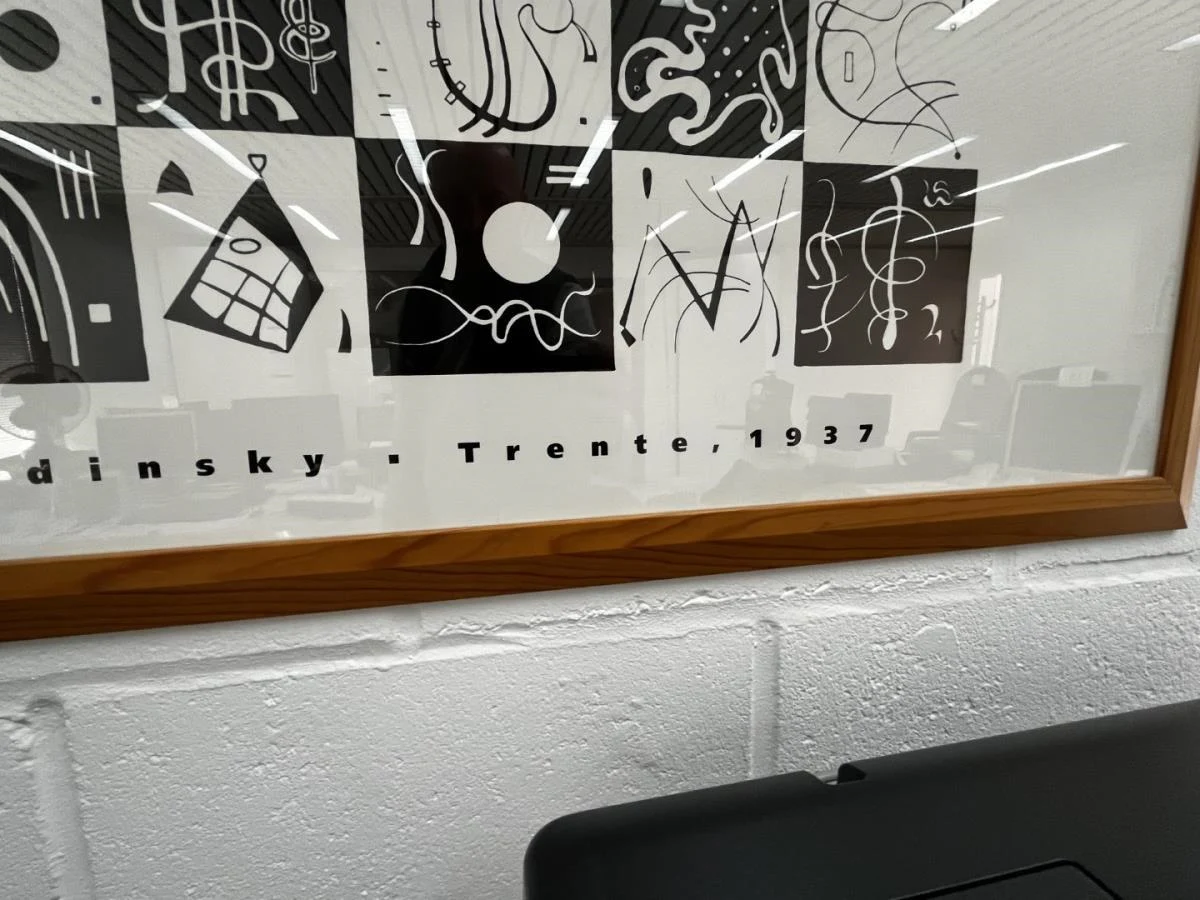 dinsky ▪ Trente, 1937